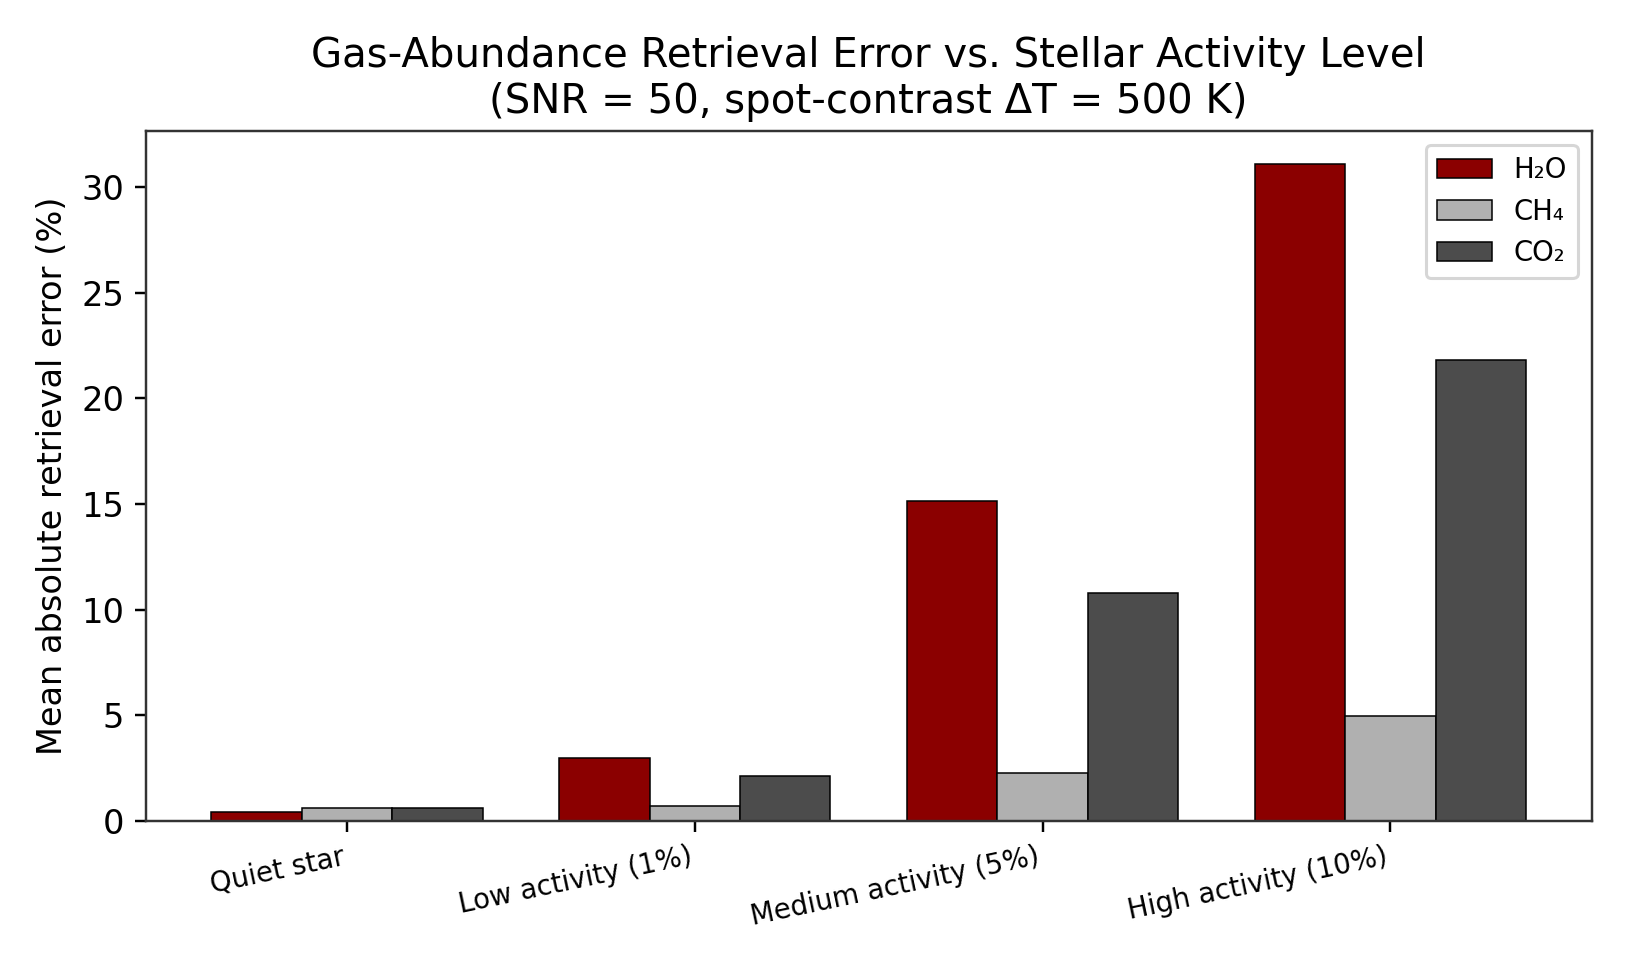 Gas-Abundance Retrieval Error vs. Stellar Activity Level
(SNR = 50, spot-contrast ΔT = 500 K)
Mean absolute retrieval error (%)
30
25
20
15
10
5
0
H₂O
CH₄
CO₂
Quiet star
Low activity (1%)
Medium activity (5%)
High activity (10%)